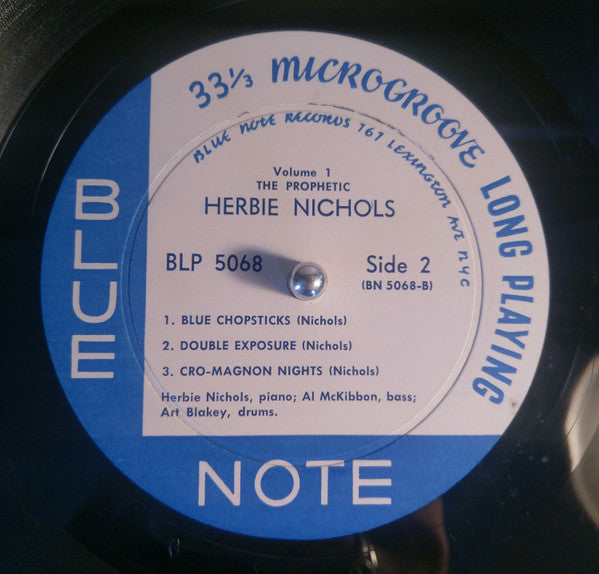 33⅓ MICROGROOVE LONG PLAYING
BLUE NOTE RECORDS 767 LEXINGTON AVE NYC
Volume 1
THE PROPHETIC
HERBIE NICHOLS
BLP 5068
Side 2
(BN 5068-B)
1. BLUE CHOPSTICKS (Nichols)
2. DOUBLE EXPOSURE (Nichols)
3. CRO-MAGNON NIGHTS (Nichols)
Herbie Nichols, piano; Al McKibbon, bass;
Art Blakey, drums.
BLUE
NOTE